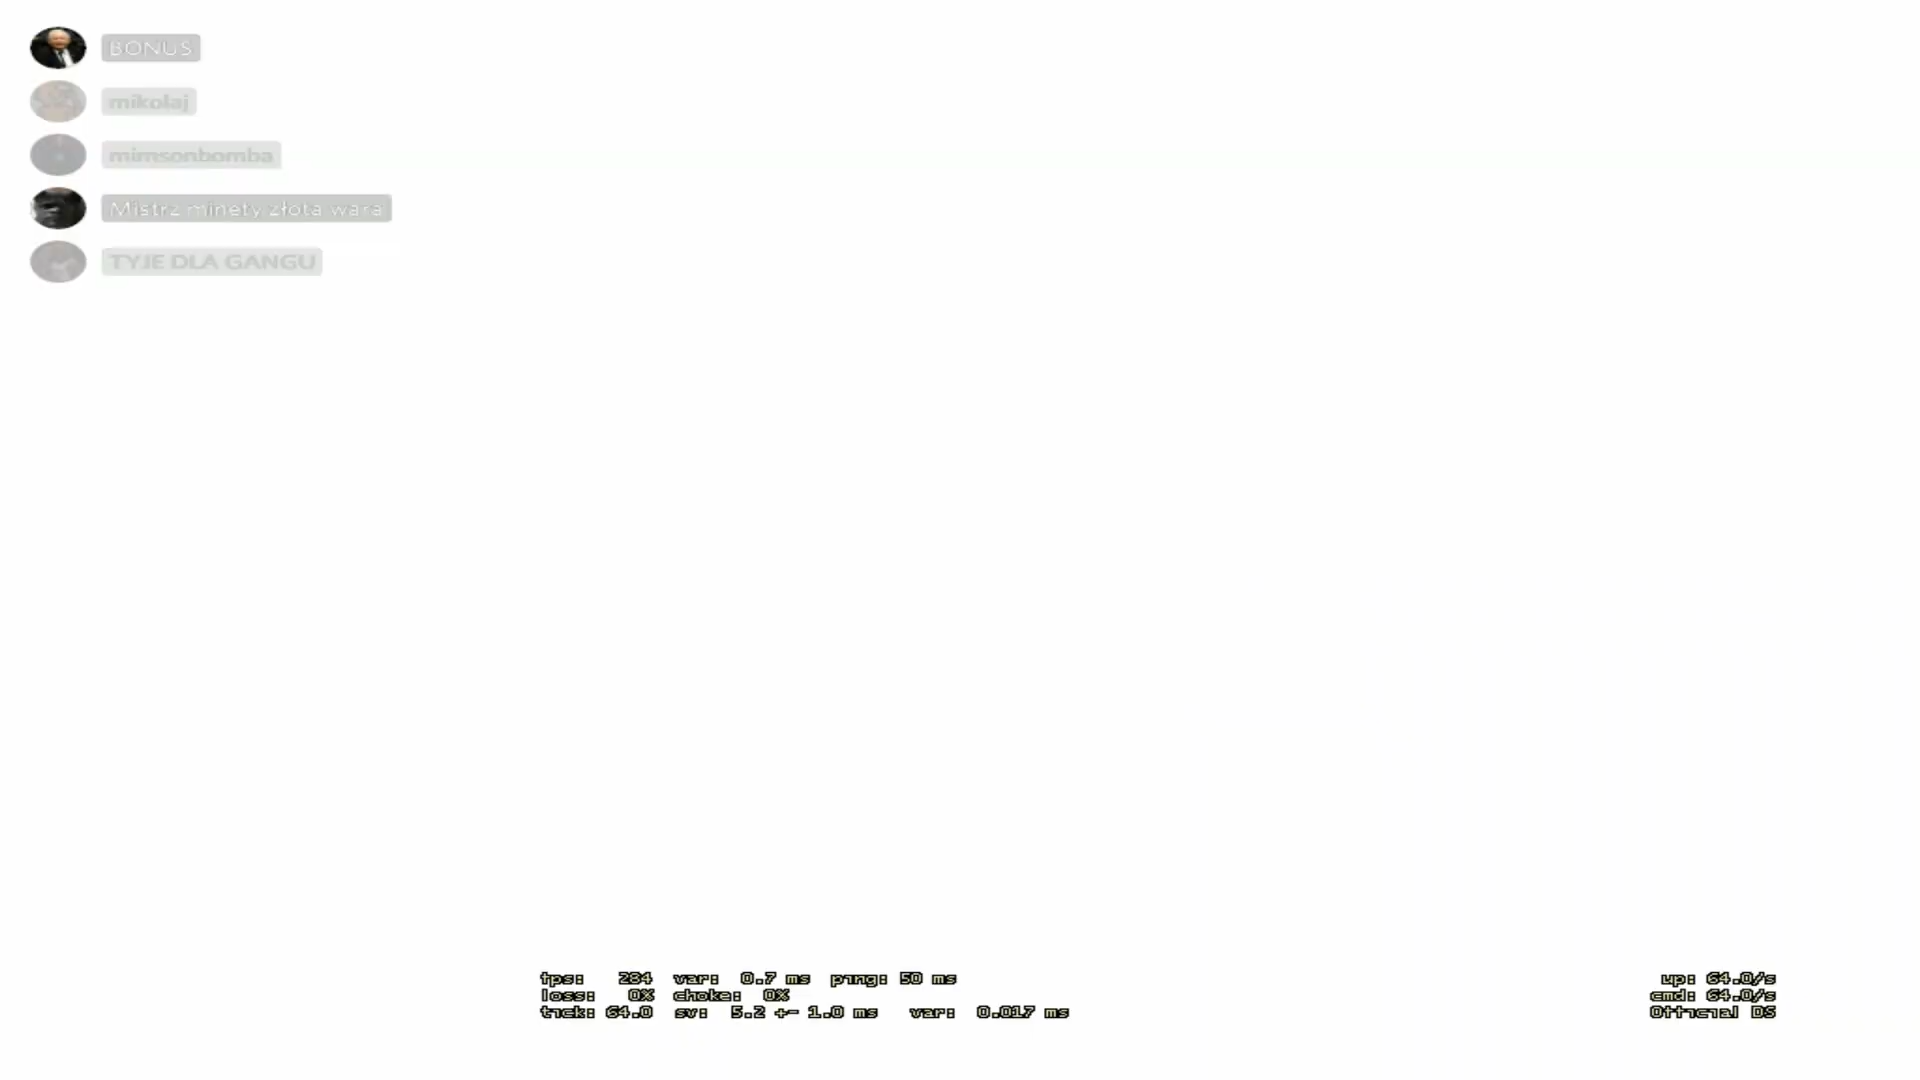 BONUS
mikolaj
mimsonbomba
Mistrz minety złota wara
TYJE DLA GANGU
fps: 284 var: 0.7 ms ping: 50 ms
loss: 0% choke: 0%
tick: 64.0 sv: 5.2 +- 1.0 ms var: 0.017 ms
up: 64.0/s
cmd: 64.0/s
Official DS